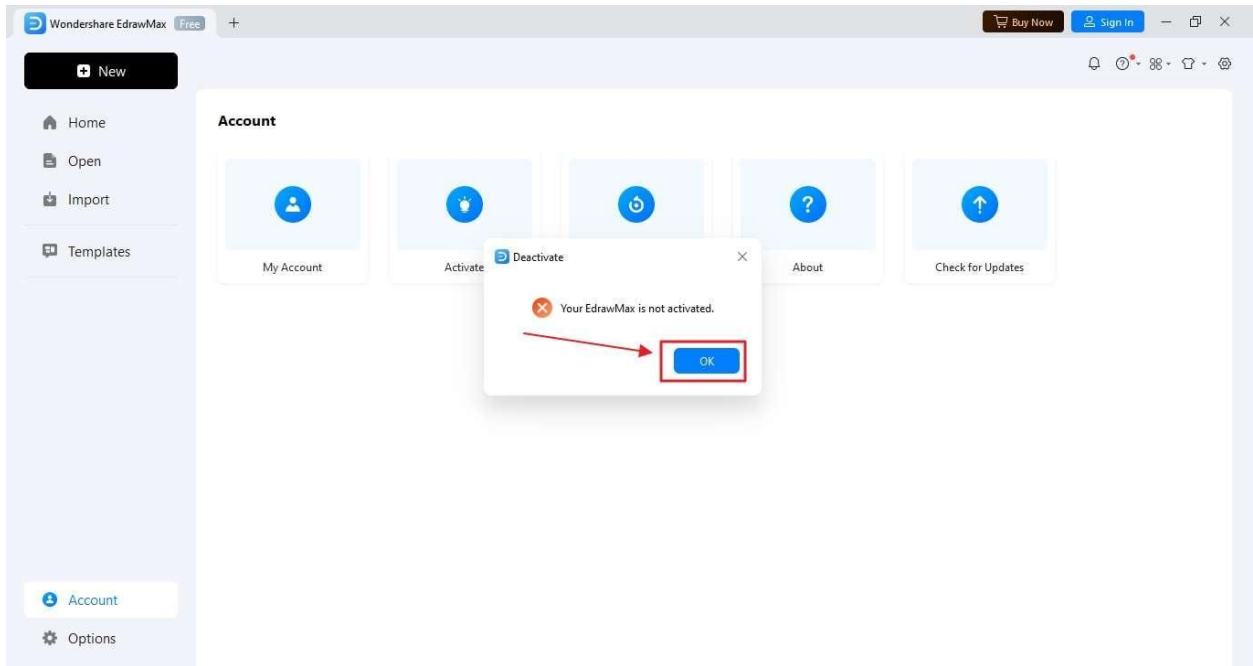 Wondershare EdrawMax Free
Buy Now
Sign In
New
Home
Open
Import
Templates
Account
Options
Account
My Account
Activate
About
Check for Updates
Deactivate
Your EdrawMax is not activated.
OK